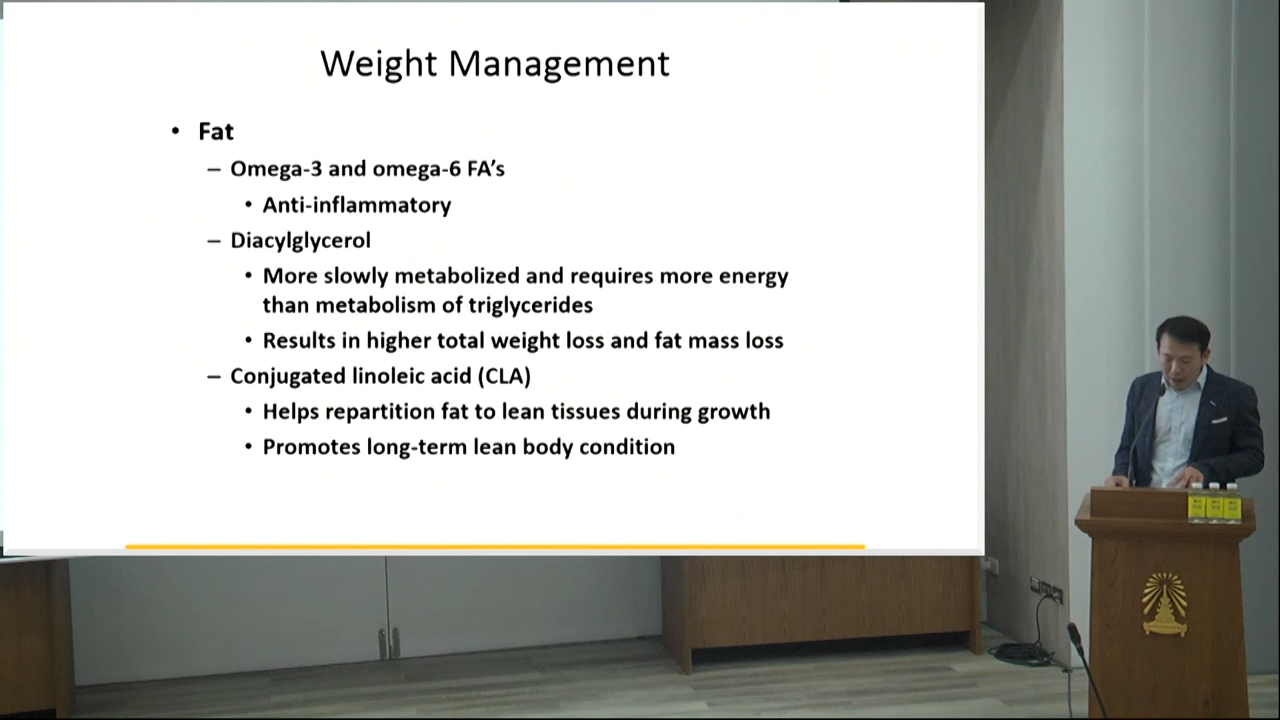 Weight Management
• Fat
– Omega-3 and omega-6 FA's
• Anti-inflammatory
– Diacylglycerol
• More slowly metabolized and requires more energy
than metabolism of triglycerides
• Results in higher total weight loss and fat mass loss
– Conjugated linoleic acid (CLA)
• Helps repartition fat to lean tissues during growth
• Promotes long-term lean body condition